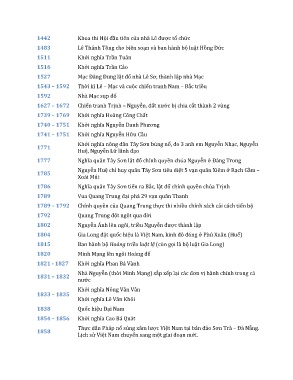 1442 Khoa thi Hội đầu tiên của nhà Lê được tổ chức
1483 Lê Thánh Tông cho biên soạn và ban hành bộ luật Hồng Đức
1511 Khởi nghĩa Trần Tuân
1516 Khởi nghĩa Trần Cảo
1527 Mạc Đăng Dung lật đổ nhà Lê Sơ, thành lập nhà Mạc
1543 – 1592 Thời kì Lê – Mạc và cuộc chiến tranh Nam – Bắc triều
1592 Nhà Mạc sụp đổ
1627 – 1672 Chiến tranh Trịnh – Nguyễn, đất nước bị chia cắt thành 2 vùng
1739 – 1769 Khởi nghĩa Hoàng Công Chất
1740 – 1751 Khởi nghĩa Nguyễn Danh Phương
1741 – 1751 Khởi nghĩa Nguyễn Hữu Cầu
1771 Khởi nghĩa nông dân Tây Sơn bùng nổ, do 3 anh em Nguyễn Nhạc, Nguyễn
Huệ, Nguyễn Lữ lãnh đạo
1777 Nghĩa quân Tây Sơn lật đổ chính quyền chúa Nguyễn ở Đàng Trong
1785 Nguyễn Huệ chỉ huy quân Tây Sơn tiêu diệt 5 vạn quân Xiêm ở Rạch Gầm –
Xoài Mút
1786 Nghĩa quân Tây Sơn tiến ra Bắc, lật đổ chính quyền chúa Trịnh
1789 Vua Quang Trung đại phá 29 vạn quân Thanh
1789 – 1792 Chính quyền của Quang Trung thực thi nhiều chính sách cải cách tiến bộ
1792 Quang Trung đột ngột qua đời
1802 Nguyễn Ánh lên ngôi, triều Nguyễn được thành lập
1804 Gia Long đặt quốc hiệu là Việt Nam, kinh đô đóng ở Phú Xuân (Huế)
1815 Ban hành bộ Hoàng triều luật lệ (còn gọi là bộ luật Gia Long)
1820 Minh Mạng lên ngôi Hoàng đế
1821 – 1827 Khởi nghĩa Phan Bá Vành
1831 – 1832 Nhà Nguyễn (thời Minh Mạng) sắp xếp lại các đơn vị hành chính trong cả
nước
1833 – 1835 Khởi nghĩa Nông Văn Vân
Khởi nghĩa Lê Văn Khôi
1838 Quốc hiệu Đại Nam
1854 – 1856 Khởi nghĩa Cao Bá Quát
1858 Thực dân Pháp nổ súng xâm lược Việt Nam tại bán đảo Sơn Trà – Đà Nẵng.
Lịch sử Việt Nam chuyển sang một giai đoạn mới.